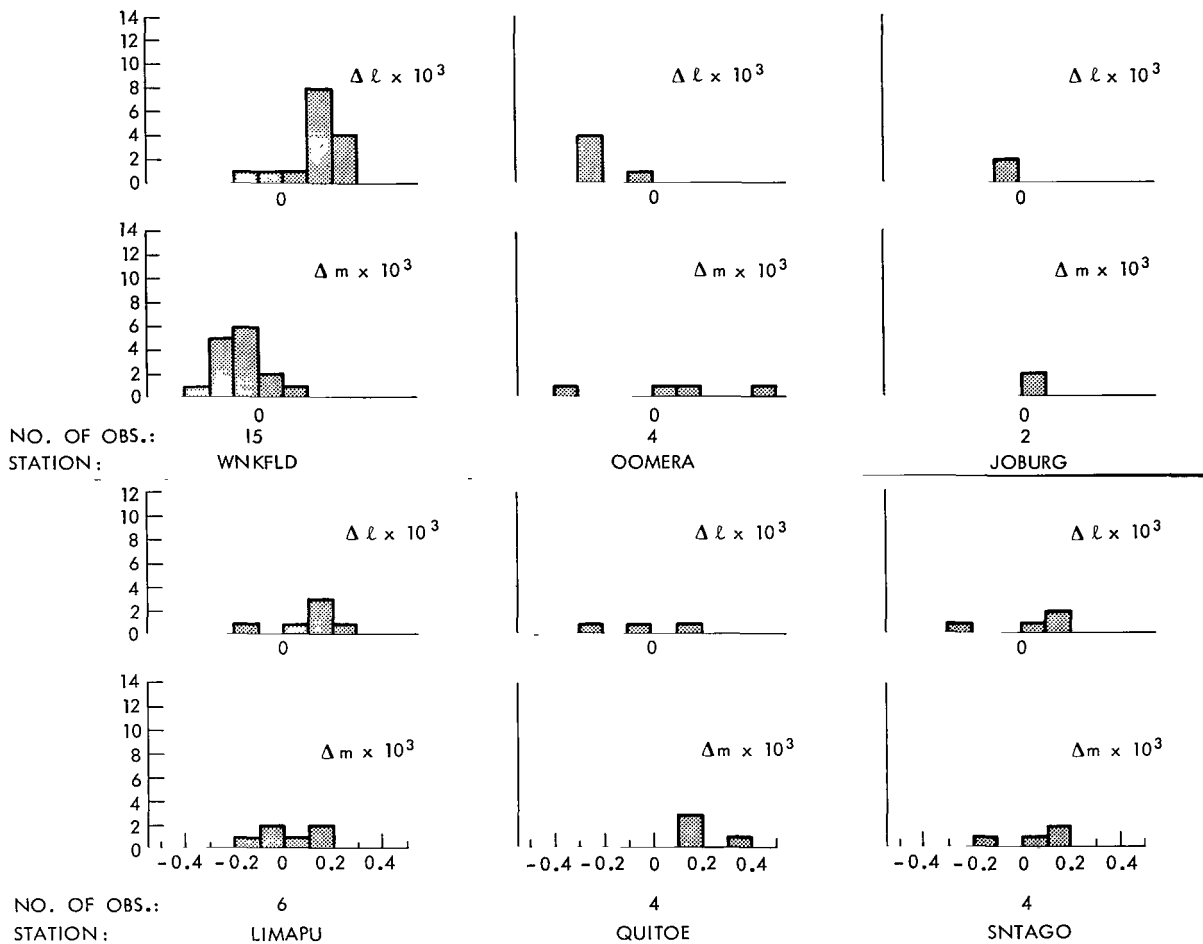 14
12
10
8
6
4
2
0
Δ ℓ × 10³
0
Δ ℓ × 10³
0
Δ ℓ × 10³
0
14
12
10
8
6
4
2
0
Δ m × 10³
0
Δ m × 10³
0
Δ m × 10³
0
NO. OF OBS.: 15 4 2
STATION: WNKFLD OOMERA JOBURG
12
10
8
6
4
2
0
Δ ℓ × 10³
0
Δ ℓ × 10³
0
Δ ℓ × 10³
0
14
12
10
8
6
4
2
0
Δ m × 10³
-0.4 -0.2 0 0.2 0.4
Δm × 10³
-0.4 -0.2 0 0.2 0.4
Δm × 10³
-0.4 -0.2 0 0.2 0.4
NO. OF OBS.: 6 4 4
STATION: LIMAPU QUITOE SNTAGO